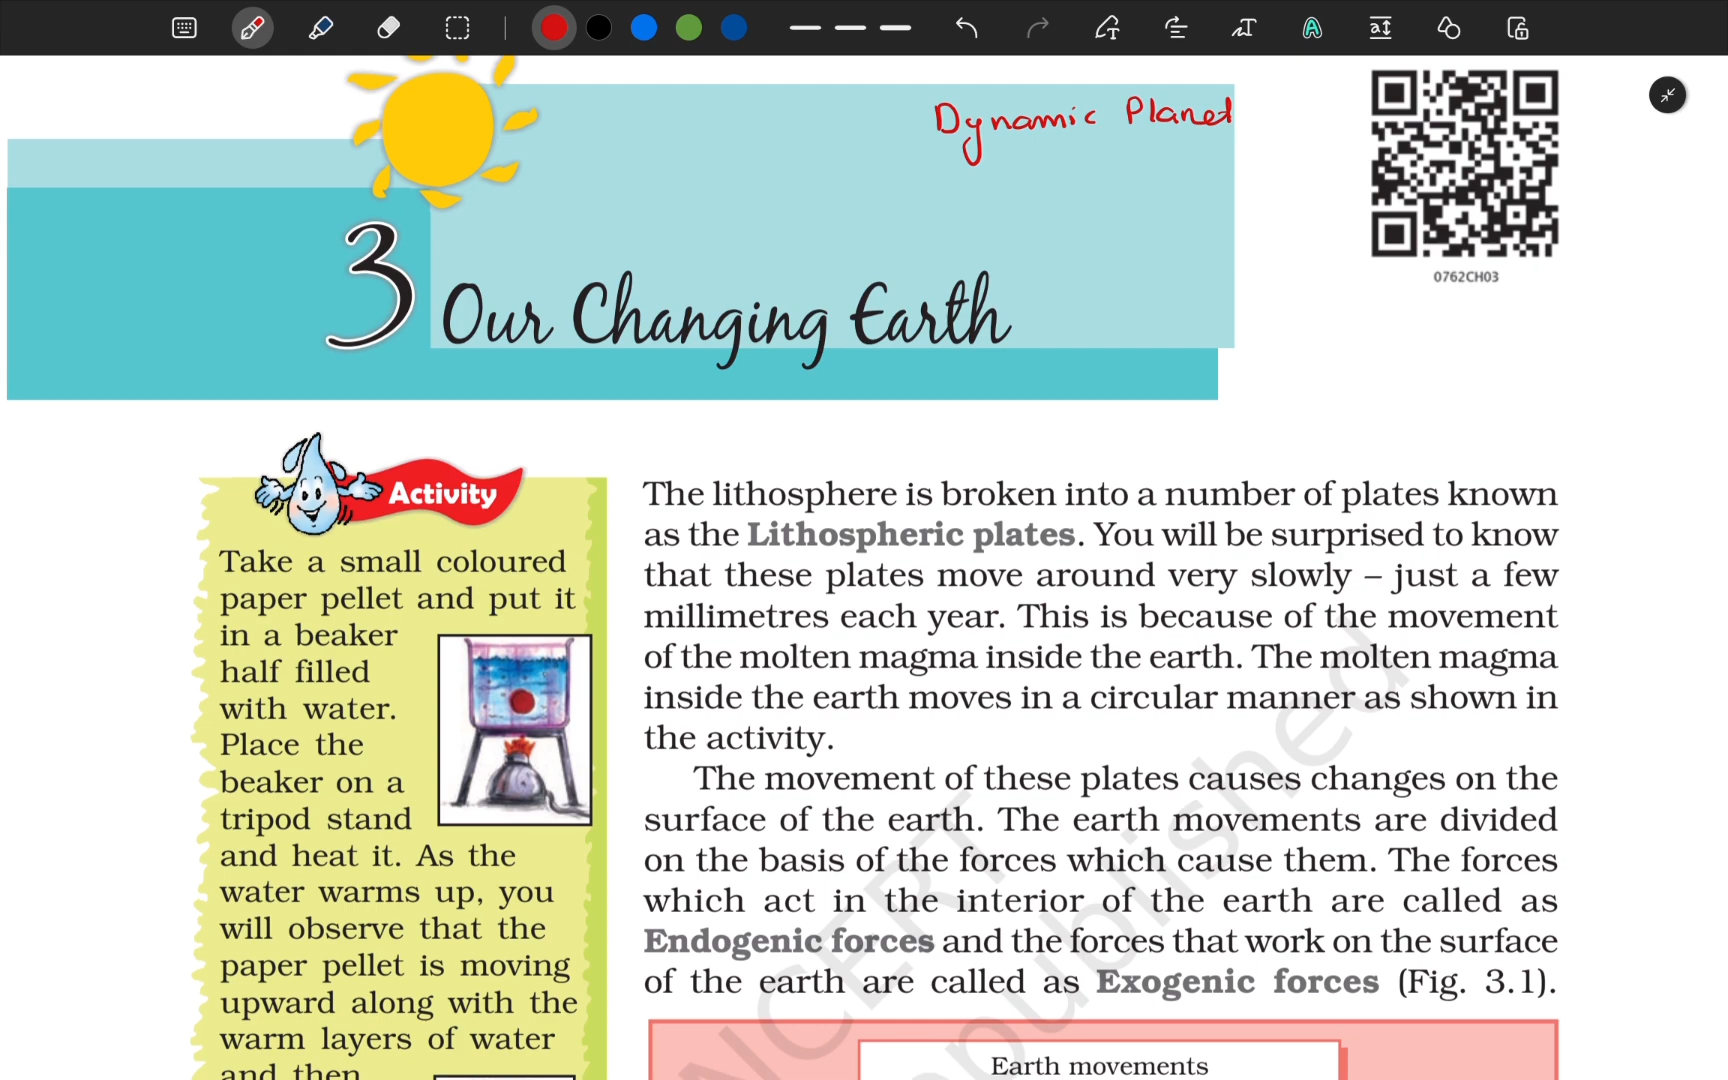 Dynamic Planet
0762CH03
3 Our Changing Earth
Activity
Take a small coloured
paper pellet and put it
in a beaker
half filled
with water.
Place the
beaker on a
tripod stand
and heat it. As the
water warms up, you
will observe that the
paper pellet is moving
upward along with the
warm layers of water
and then
The lithosphere is broken into a number of plates known
as the Lithospheric plates. You will be surprised to know
that these plates move around very slowly – just a few
millimetres each year. This is because of the movement
of the molten magma inside the earth. The molten magma
inside the earth moves in a circular manner as shown in
the activity.
The movement of these plates causes changes on the
surface of the earth. The earth movements are divided
on the basis of the forces which cause them. The forces
which act in the interior of the earth are called as
Endogenic forces and the forces that work on the surface
of the earth are called as Exogenic forces (Fig. 3.1).
Earth movements
NCERT
republished